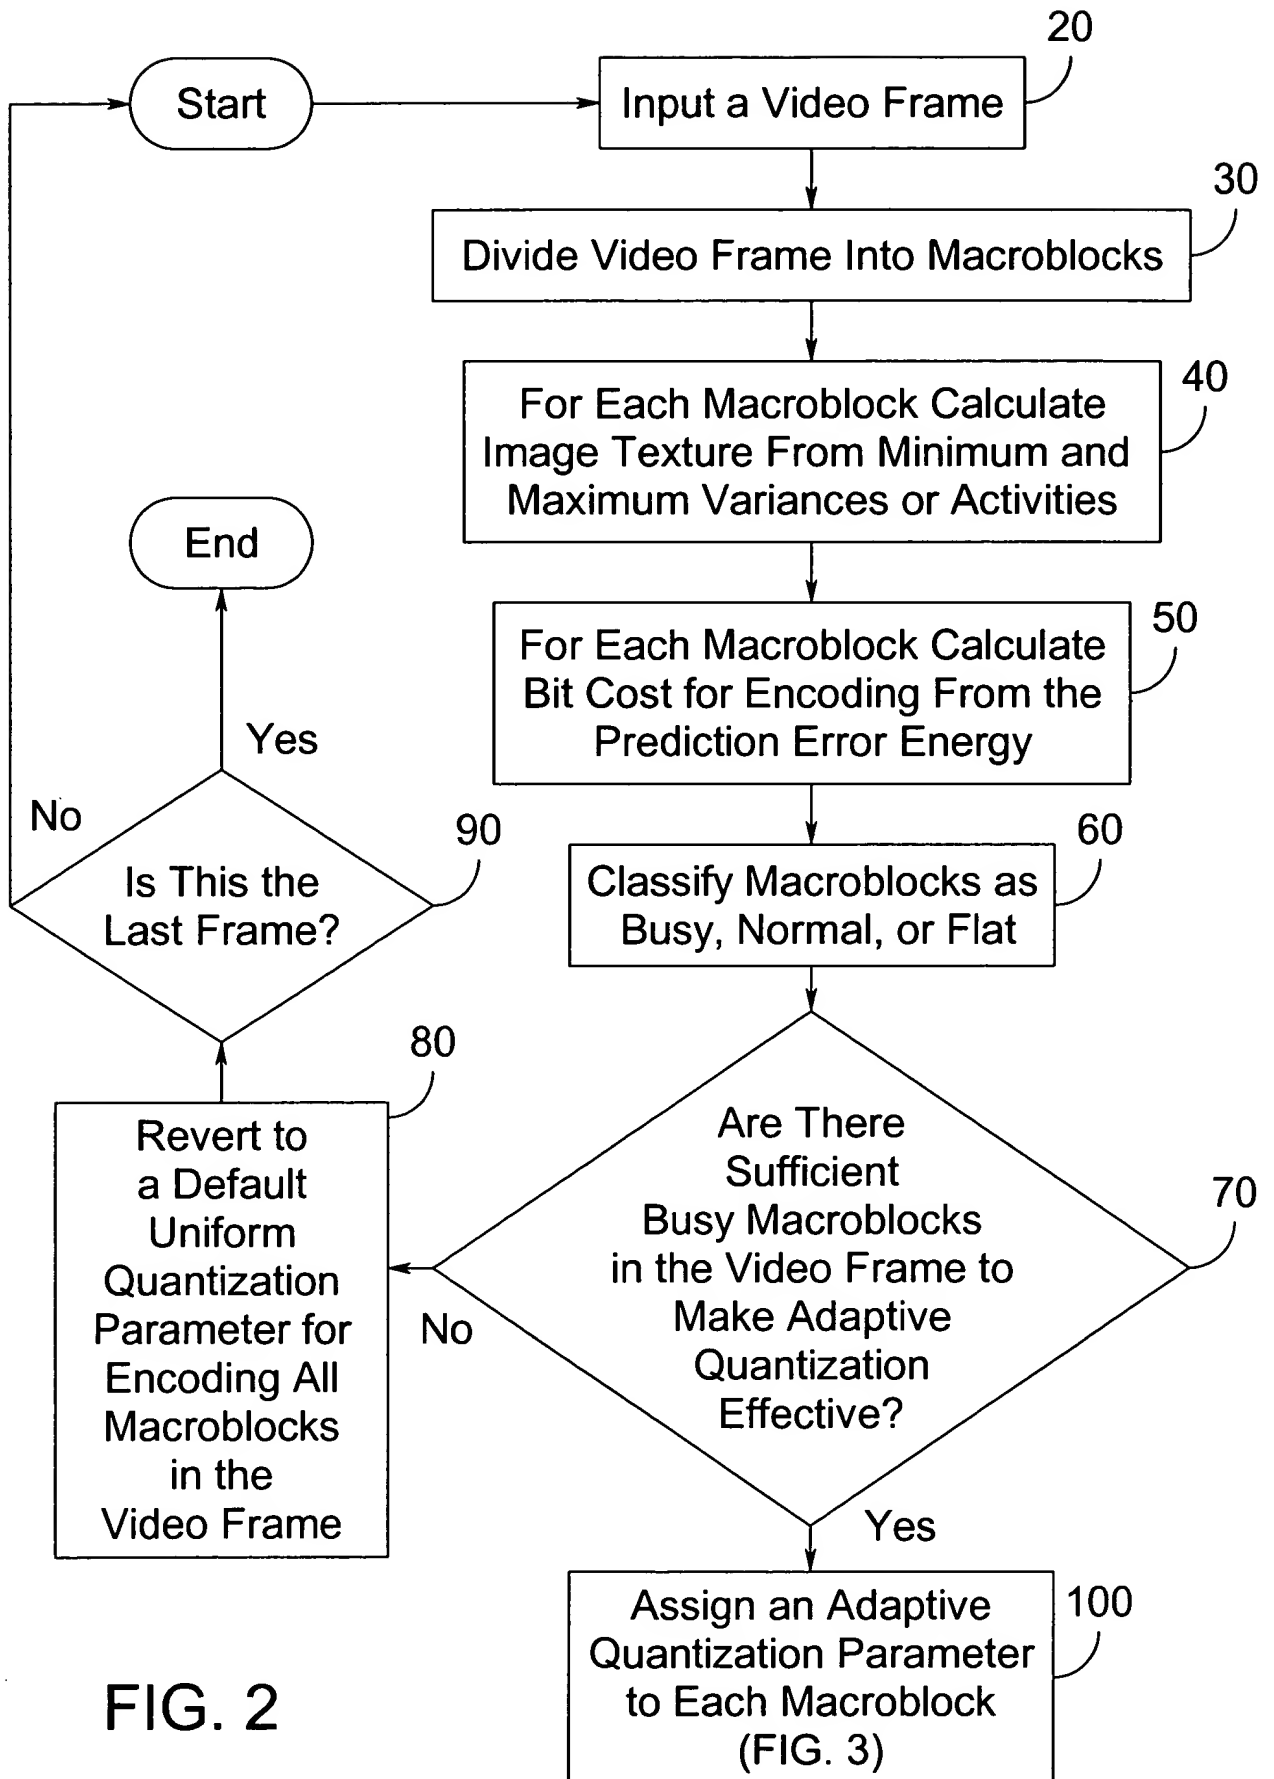 20
Start
Input a Video Frame
30
Divide Video Frame Into Macroblocks
40
For Each Macroblock Calculate
Image Texture From Minimum and
Maximum Variances or Activities
End
50
For Each Macroblock Calculate
Bit Cost for Encoding From the
Prediction Error Energy
Yes
No
90
Is This the
Last Frame?
60
Classify Macroblocks as
Busy, Normal, or Flat
80
Revert to
a Default
Uniform
Quantization
Parameter for
Encoding All
Macroblocks
in the
Video Frame
No
70
Are There
Sufficient
Busy Macroblocks
in the Video Frame to
Make Adaptive
Quantization
Effective?
Yes
100
Assign an Adaptive
Quantization Parameter
to Each Macroblock
(FIG. 3)
FIG. 2